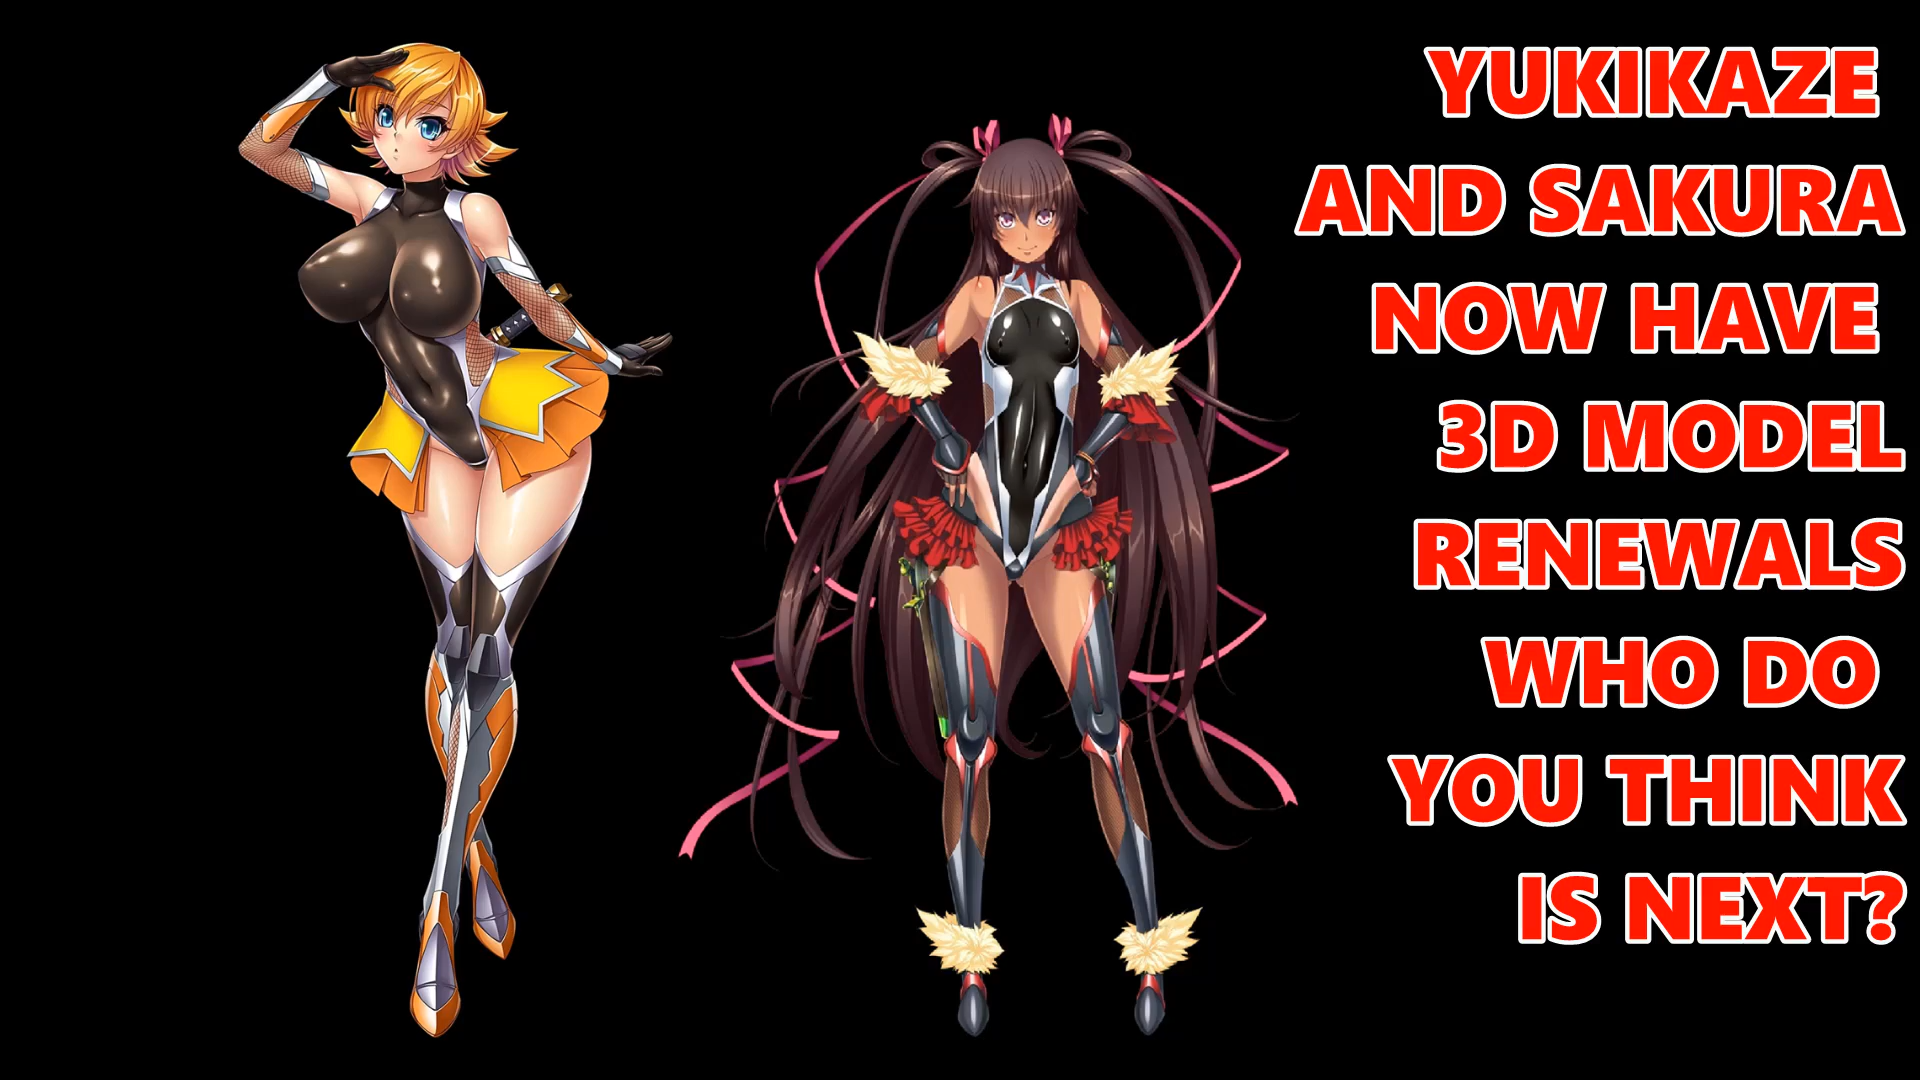 YUKIKAZE
AND SAKURA
NOW HAVE
3D MODEL
RENEWALS
WHO DO
YOU THINK
IS NEXT?